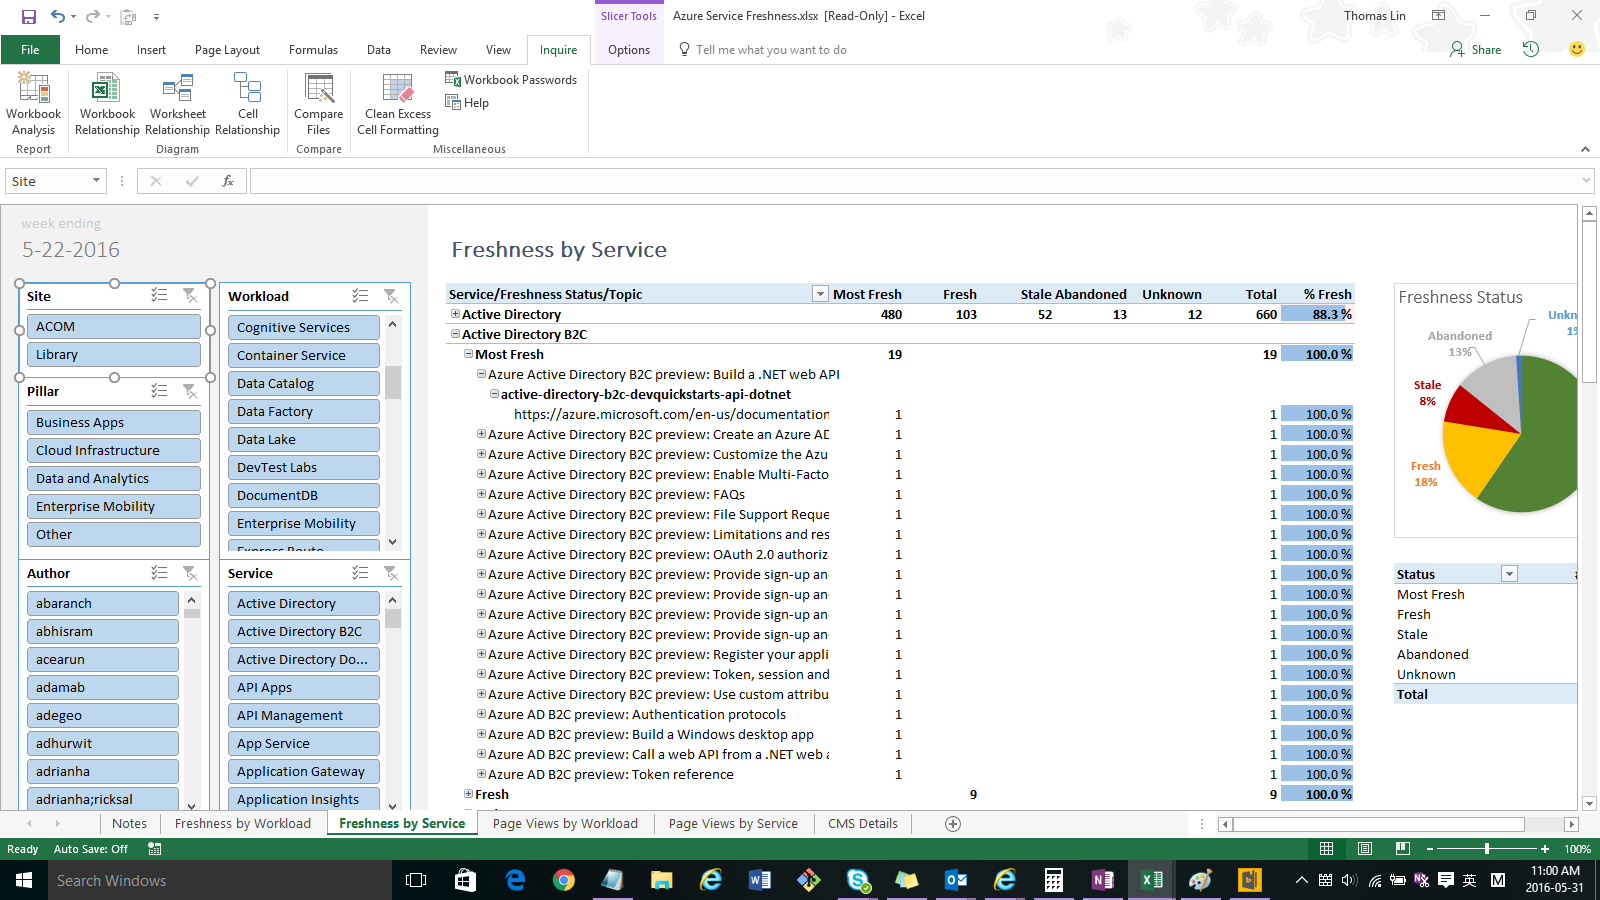 Slicer Tools
Azure Service Freshness.xlsx [Read-Only] - Excel
Thomas Lin
File Home Insert Page Layout Formulas Data Review View Inquire Options Tell me what you want to do Share
Workbook Analysis
Workbook Relationship
Worksheet Relationship
Cell Relationship
Compare Files
Clean Excess Cell Formatting
Workbook Passwords
Help
Report Diagram Compare Miscellaneous
Site fx
week ending
5-22-2016
Site
ACOM
Library
Pillar
Business Apps
Cloud Infrastructure
Data and Analytics
Enterprise Mobility
Other
Author
abaranch
abhisram
acearun
adamab
adegeo
adhurwit
adrianha
adrianha;ricksal
Workload
Cognitive Services
Container Service
Data Catalog
Data Factory
Data Lake
DevTest Labs
DocumentDB
Enterprise Mobility
Express Route
Service
Active Directory
Active Directory B2C
Active Directory Do...
API Apps
API Management
App Service
Application Gateway
Application Insights
Freshness by Service
Service/Freshness Status/Topic Most Fresh Fresh Stale Abandoned Unknown Total % Fresh
Active Directory 480 103 52 13 12 660 88.3 %
Active Directory B2C
Most Fresh 19 19 100.0 %
Azure Active Directory B2C preview: Build a .NET web API
active-directory-b2c-devquickstarts-api-dotnet
https://azure.microsoft.com/en-us/documentation 1 1 100.0 %
Azure Active Directory B2C preview: Create an Azure AD 1 1 100.0 %
Azure Active Directory B2C preview: Customize the Azu 1 1 100.0 %
Azure Active Directory B2C preview: Enable Multi-Facto 1 1 100.0 %
Azure Active Directory B2C preview: FAQs 1 1 100.0 %
Azure Active Directory B2C preview: File Support Reque 1 1 100.0 %
Azure Active Directory B2C preview: Limitations and res 1 1 100.0 %
Azure Active Directory B2C preview: OAuth 2.0 authoriz 1 1 100.0 %
Azure Active Directory B2C preview: Provide sign-up an 1 1 100.0 %
Azure Active Directory B2C preview: Provide sign-up an 1 1 100.0 %
Azure Active Directory B2C preview: Provide sign-up an 1 1 100.0 %
Azure Active Directory B2C preview: Provide sign-up an 1 1 100.0 %
Azure Active Directory B2C preview: Register your appli 1 1 100.0 %
Azure Active Directory B2C preview: Token, session and 1 1 100.0 %
Azure Active Directory B2C preview: Use custom attribu 1 1 100.0 %
Azure AD B2C preview: Authentication protocols 1 1 100.0 %
Azure AD B2C preview: Build a Windows desktop app 1 1 100.0 %
Azure AD B2C preview: Call a web API from a .NET web a 1 1 100.0 %
Azure AD B2C preview: Token reference 1 1 100.0 %
Fresh 9 9 100.0 %
Freshness Status
Unkn
1%
Abandoned
13%
Stale
8%
Fresh
18%
Status
Most Fresh
Fresh
Stale
Abandoned
Unknown
Total
Notes Freshness by Workload Freshness by Service Page Views by Workload Page Views by Service CMS Details
Ready Auto Save: Off 100%
Search Windows
英 M
11:00 AM
2016-05-31